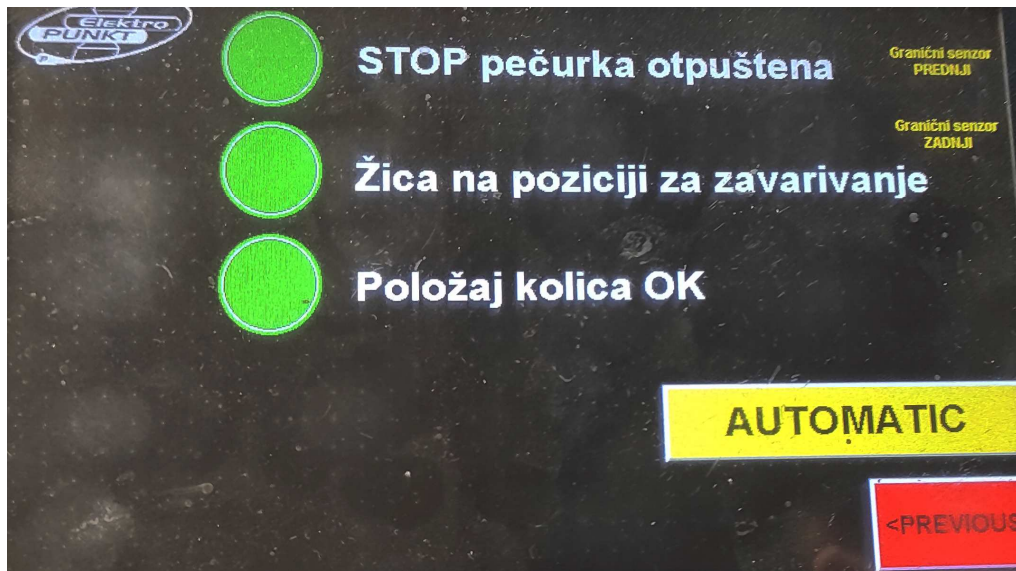 Elektro
PUNKT
STOP pečurka otpuštena
Granični senzor
PREDNJI
Granični senzor
ZADNJI
Žica na poziciji za zavarivanje
Položaj kolica OK
AUTOMATIC
<PREVIOUS